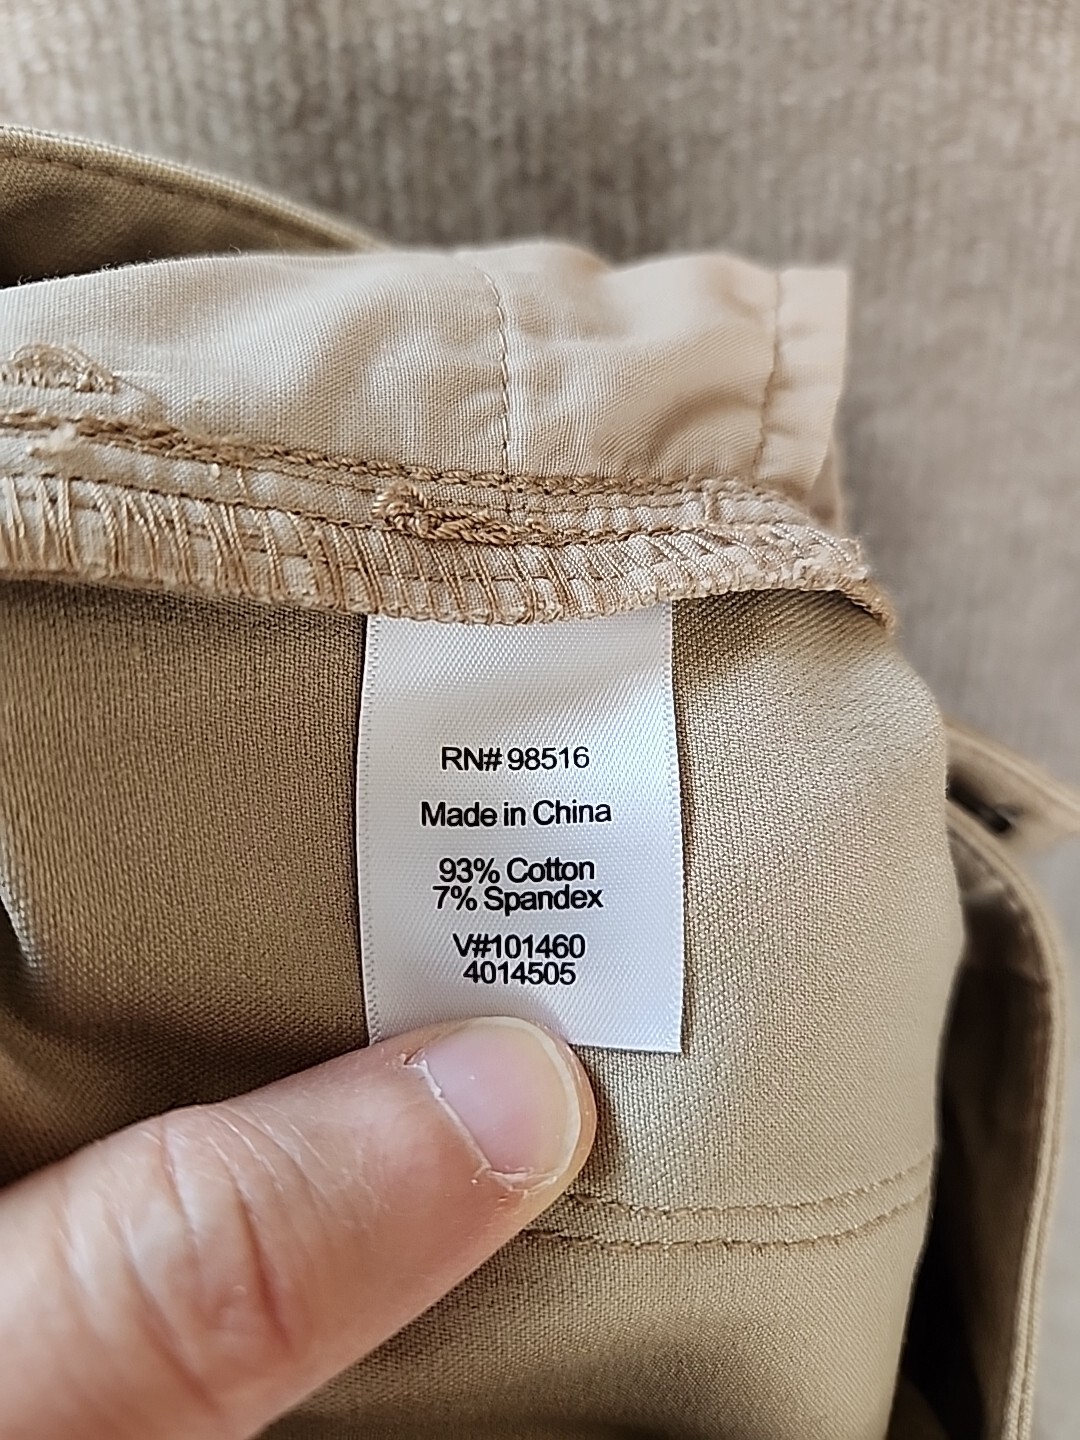 RN# 98516
Made in China
93% Cotton
7% Spandex
V#101460
4014505